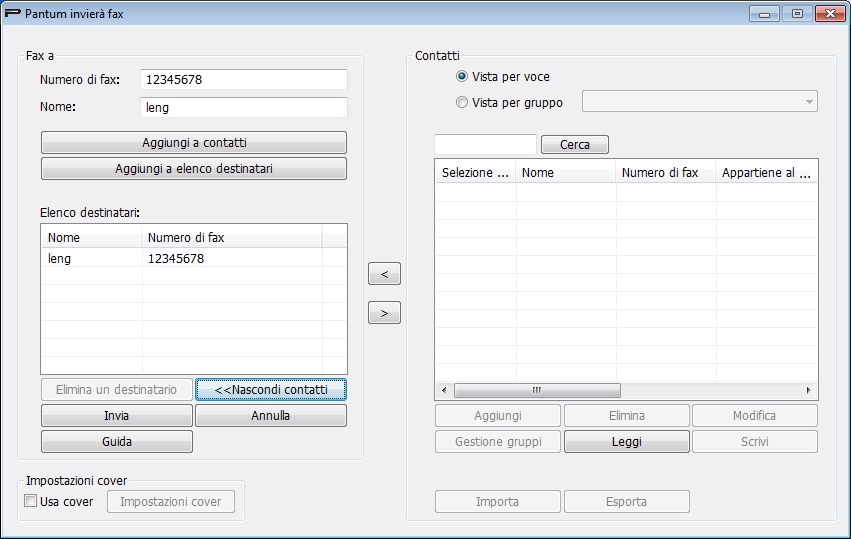 Pantum invierà fax
Fax a
Numero di fax: 12345678
Nome: leng
Aggiungi a contatti
Aggiungi a elenco destinatari
Elenco destinatari:
Nome Numero di fax
leng 12345678
Elimina un destinatario <<Nascondi contatti
Invia Annulla
Guida
Impostazioni cover
Usa cover Impostazioni cover
< 
>
Contatti
Vista per voce
Vista per gruppo
Cerca
Selezione ... Nome Numero di fax Appartiene al ...
Aggiungi Elimina Modifica
Gestione gruppi Leggi Scrivi
Importa Esporta